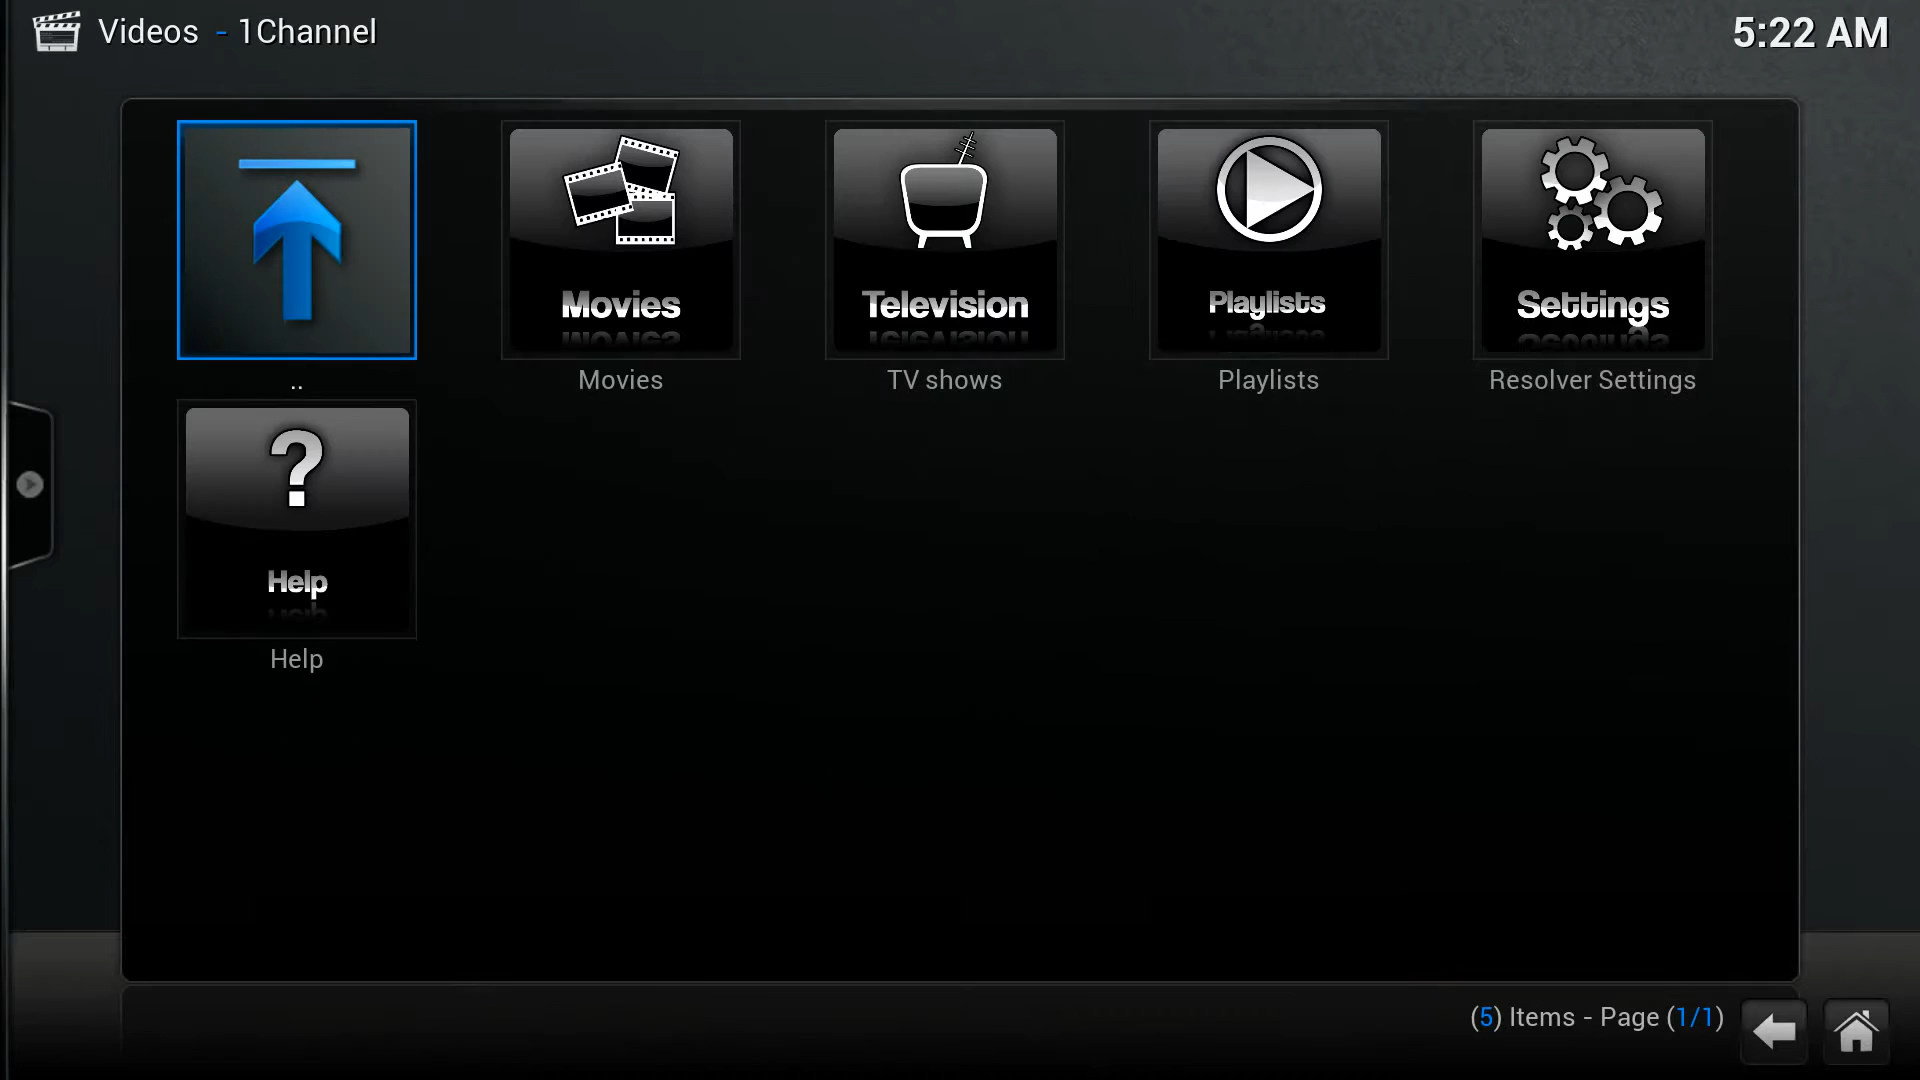 Videos - 1Channel
5:22 AM
Movies
Television
Playlists
Settings
..
Movies
TV shows
Playlists
Resolver Settings
?
Help
Help
(5) Items - Page (1/1)